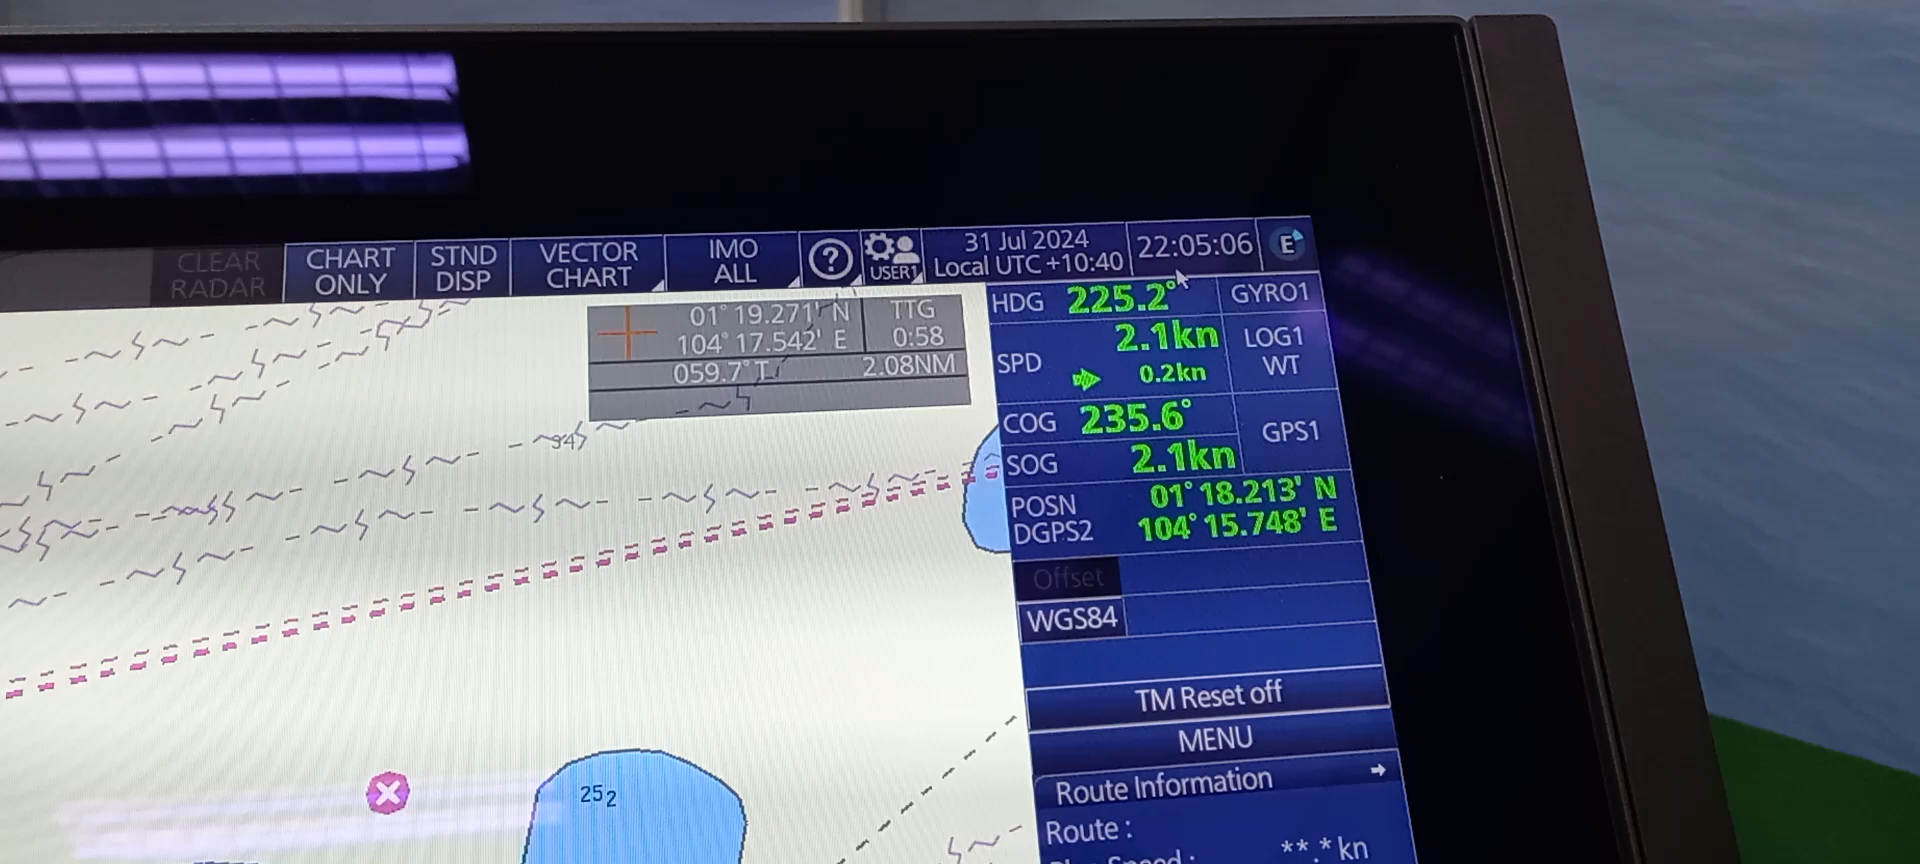 CLEAR
RADAR
CHART
ONLY
STND
DISP
VECTOR
CHART
IMO
ALL
?
USER1
31 Jul 2024
Local UTC +10:40
22:05:06
E
01° 19.271' N
104° 17.542' E
TTG
0:58
059.7°T
2.08NM
HDG 225.2° GYRO1
SPD 2.1kn
0.2kn
LOG1
WT
COG 235.6°
SOG 2.1kn
GPS1
POSN
DGPS2
01° 18.213' N
104° 15.748' E
Offset
WGS84
TM Reset off
MENU
Route Information
Route :
Speed : **.* kn
94
25₂